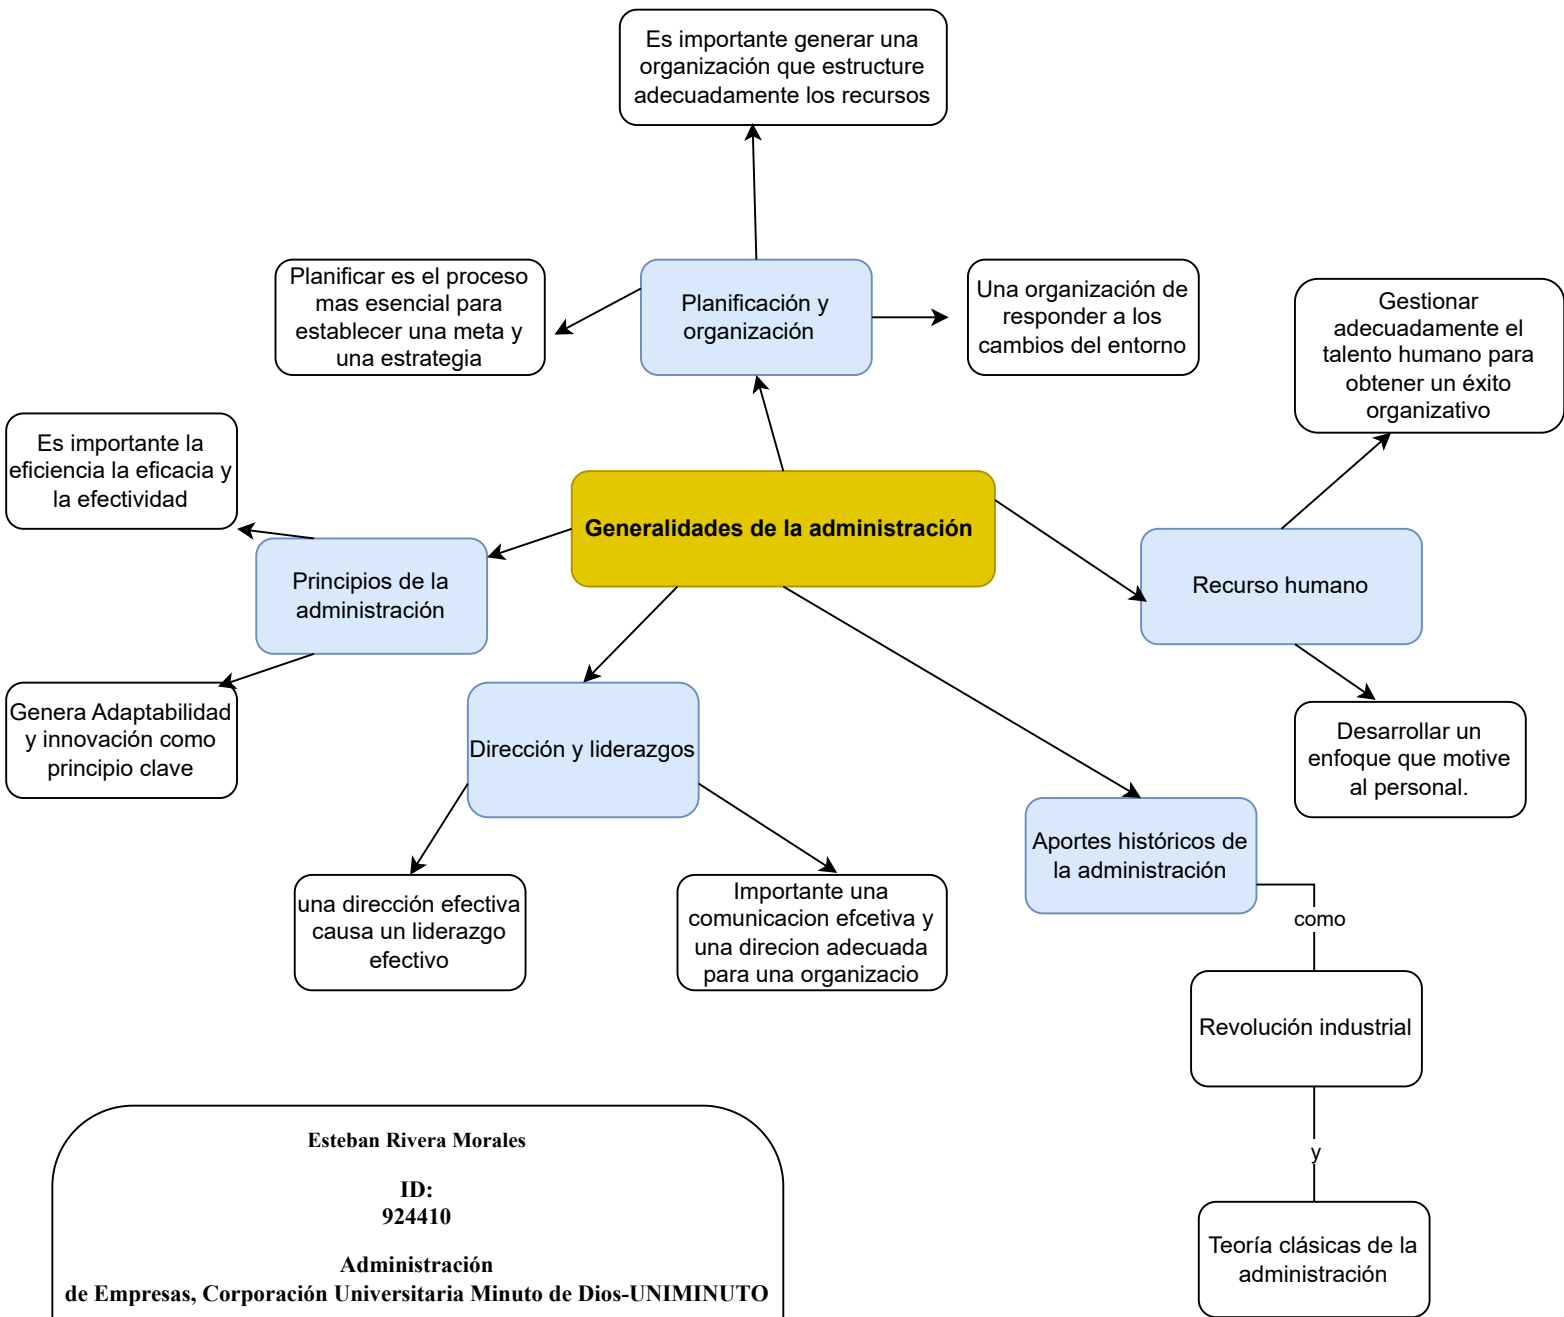 Es importante generar una
organización que estructure
adecuadamente los recursos
Planificar es el proceso
mas esencial para
establecer una meta y
una estrategia
Planificación y
organización
Una organización de
responder a los
cambios del entorno
Gestionar
adecuadamente el
talento humano para
obtener un éxito
organizativo
Es importante la
eficiencia la eficacia y
la efectividad
Generalidades de la administración
Principios de la
administración
Recurso humano
Genera Adaptabilidad
y innovación como
principio clave
Dirección y liderazgos
Desarrollar un
enfoque que motive
al personal.
Aportes históricos de
la administración
una dirección efectiva
causa un liderazgo
efectivo
Importante una
comunicacion efcetiva y
una direcion adecuada
para una organizacio
como
Revolución industrial
y
Teoría clásicas de la
administración
Esteban Rivera Morales
ID:
924410
Administración
de Empresas, Corporación Universitaria Minuto de Dios-UNIMINUTO